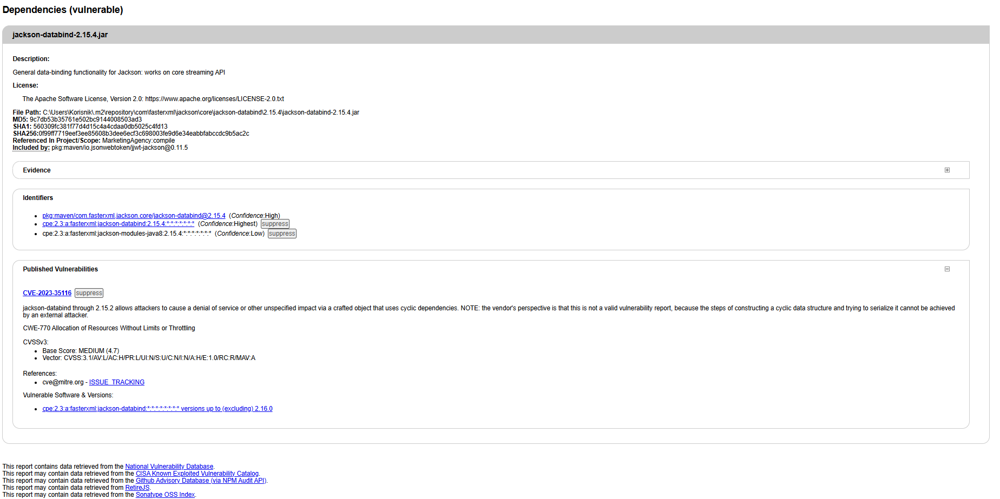 Dependencies (vulnerable)
jackson-databind-2.15.4.jar
Description:
General data-binding functionality for Jackson: works on core streaming API
License:
The Apache Software License, Version 2.0: https://www.apache.org/licenses/LICENSE-2.0.txt
File Path: C:\Users\Korisnik\.m2\repository\com\fasterxml\jackson\core\jackson-databind\2.15.4\jackson-databind-2.15.4.jar
MD5: 9c7db53b35761e502bc9144008503ad3
SHA1: 560309fc381f77d4d15c4a4cdaa0db5025c4fd13
SHA256:0f99ff7719eef3ee85608b3dee6ecf3c698003fe9d6e34eabbfabccdc9b5ac2c
Referenced In Project/Scope: MarketingAgency:compile
Included by: pkg:maven/io.jsonwebtoken/jjwt-jackson@0.11.5
Evidence
Identifiers
pkg:maven/com.fasterxml.jackson.core/jackson-databind@2.15.4 (Confidence:High)
cpe:2.3:a:fasterxml:jackson-databind:2.15.4:*:*:*:*:*:*:* (Confidence:Highest) suppress
cpe:2.3:a:fasterxml:jackson-modules-java8:2.15.4:*:*:*:*:*:*:* (Confidence:Low) suppress
Published Vulnerabilities
CVE-2023-35116 suppress
jackson-databind through 2.15.2 allows attackers to cause a denial of service or other unspecified impact via a crafted object that uses cyclic dependencies. NOTE: the vendor's perspective is that this is not a valid vulnerability report, because the steps of constructing a cyclic data structure and trying to serialize it cannot be achieved
by an external attacker.
CWE-770 Allocation of Resources Without Limits or Throttling
CVSSv3:
Base Score: MEDIUM (4.7)
Vector: CVSS:3.1/AV:L/AC:H/PR:L/UI:N/S:U/C:N/I:N/A:H/E:1.0/RC:R/MAV:A
References:
cve@mitre.org - ISSUE_TRACKING
Vulnerable Software & Versions:
cpe:2.3:a:fasterxml:jackson-databind:*:*:*:*:*:*:*:* versions up to (excluding) 2.16.0
This report contains data retrieved from the National Vulnerability Database.
This report may contain data retrieved from the CISA Known Exploited Vulnerability Catalog.
This report may contain data retrieved from the Github Advisory Database (via NPM Audit API).
This report may contain data retrieved from RetireJS.
This report may contain data retrieved from the Sonatype OSS Index.